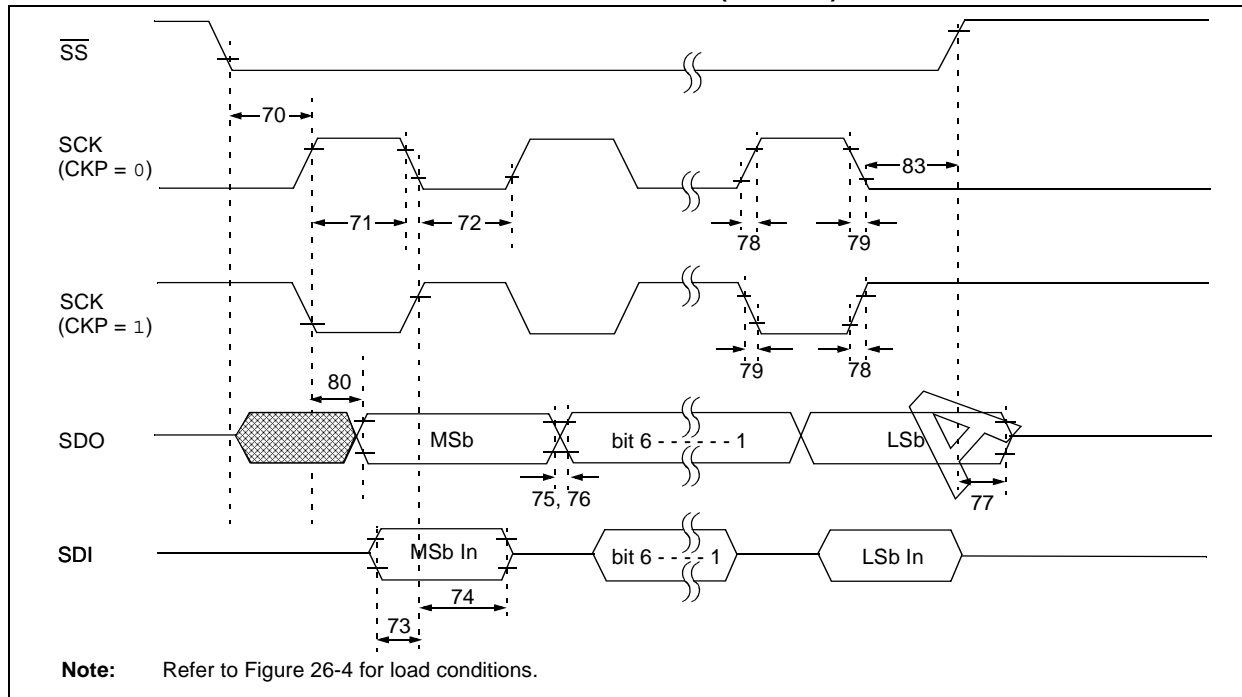 SS
70
SCK
(CKP = 0)
83
71
72
78
79
SCK
(CKP = 1)
79
78
80
SDO
MSb
bit 6 - - - - - - 1
LSb
75, 76
77
SDI
MSb In
bit 6 - - - - 1
LSb In
74
73
Note: Refer to Figure 26-4 for load conditions.